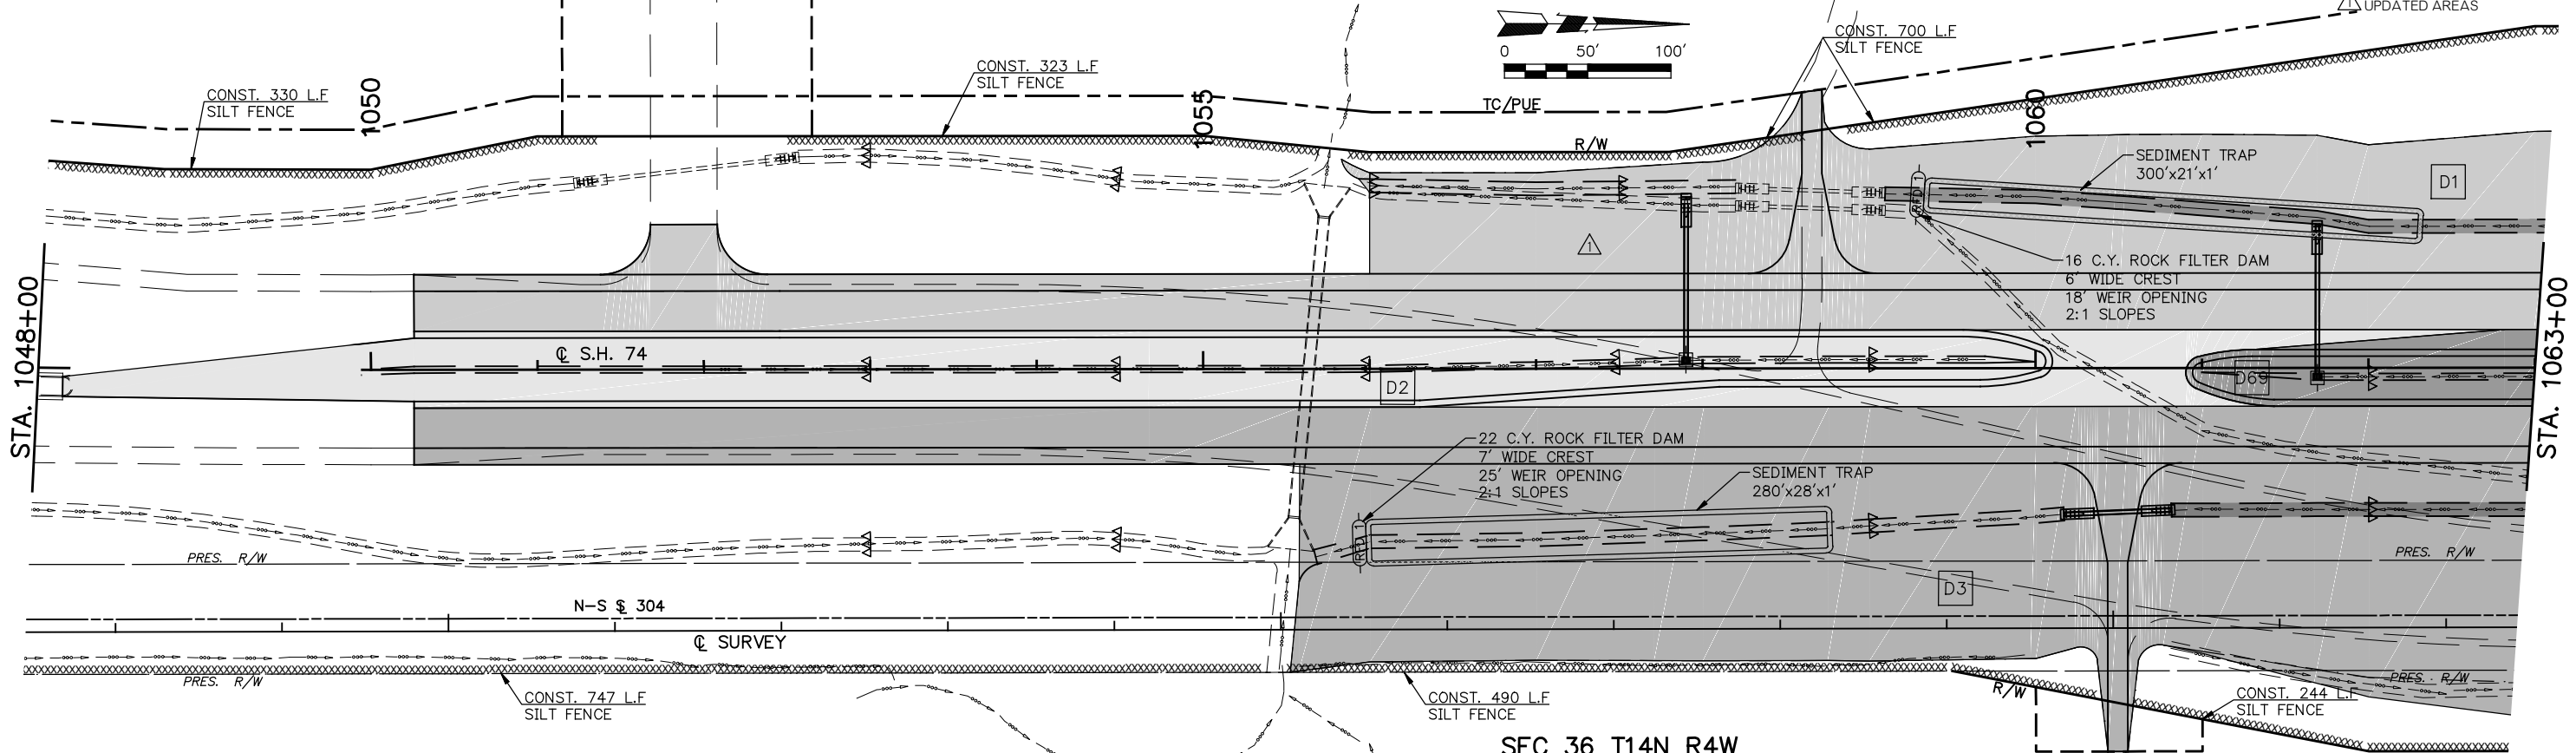 UPDATED AREAS
CONST. 700 L.F
SILT FENCE
0 50' 100'
CONST. 323 L.F
SILT FENCE
CONST. 330 L.F
SILT FENCE
1050
1055
1060
TC/PUE
R/W
SEDIMENT TRAP
300'x21'x1'
D1
RFD 1
1
16 C.Y. ROCK FILTER DAM
6' WIDE CREST
18' WEIR OPENING
2:1 SLOPES
STA. 1048+00
STA. 1063+00
℄ S.H. 74
D2
D69
22 C.Y. ROCK FILTER DAM
7' WIDE CREST
25' WEIR OPENING
2:1 SLOPES
SEDIMENT TRAP
280'x28'x1'
PRES. R/W
PRES. R/W
D3
N-S ℄ 304
℄ SURVEY
PRES. R/W
PRES. R/W
R/W
CONST. 747 L.F
SILT FENCE
CONST. 490 L.F
SILT FENCE
CONST. 244 L.F
SILT FENCE
SEC 36 T14N R4W